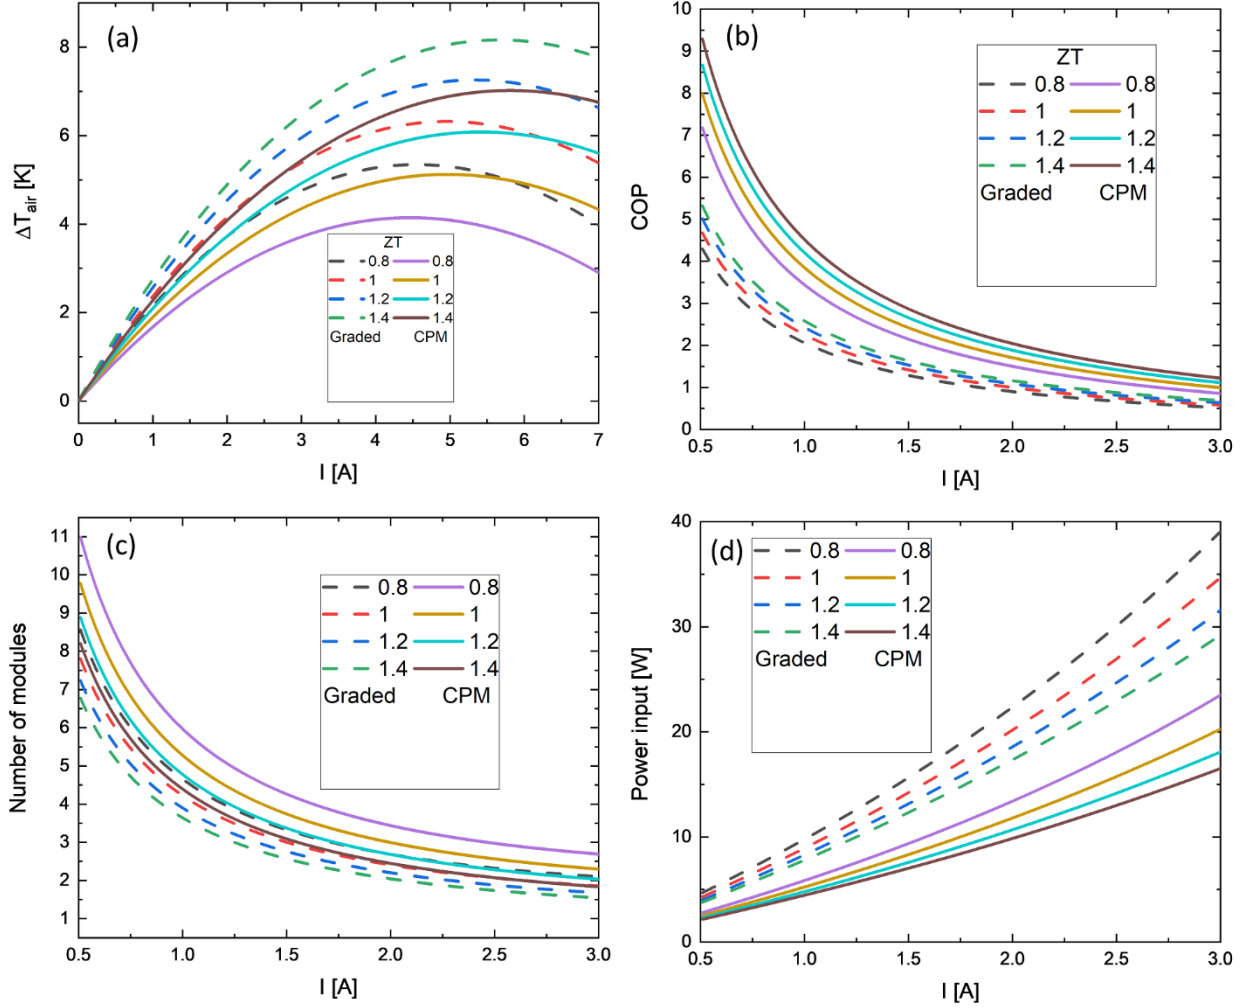 (a)
8
6
4
2
0
ΔT_air [K]
ZT
0.8 0.8
1 1
1.2 1.2
1.4 1.4
Graded CPM
0 1 2 3 4 5 6 7
I [A]
(b)
10
9
8
7
6
5
4
3
2
1
0
COP
ZT
0.8 0.8
1 1
1.2 1.2
1.4 1.4
Graded CPM
0.5 1.0 1.5 2.0 2.5 3.0
I [A]
(c)
11
10
9
8
7
6
5
4
3
2
1
Number of modules
0.8 0.8
1 1
1.2 1.2
1.4 1.4
Graded CPM
0.5 1.0 1.5 2.0 2.5 3.0
I [A]
(d)
40
30
20
10
0
Power input [W]
0.8 0.8
1 1
1.2 1.2
1.4 1.4
Graded CPM
0.5 1.0 1.5 2.0 2.5 3.0
I [A]